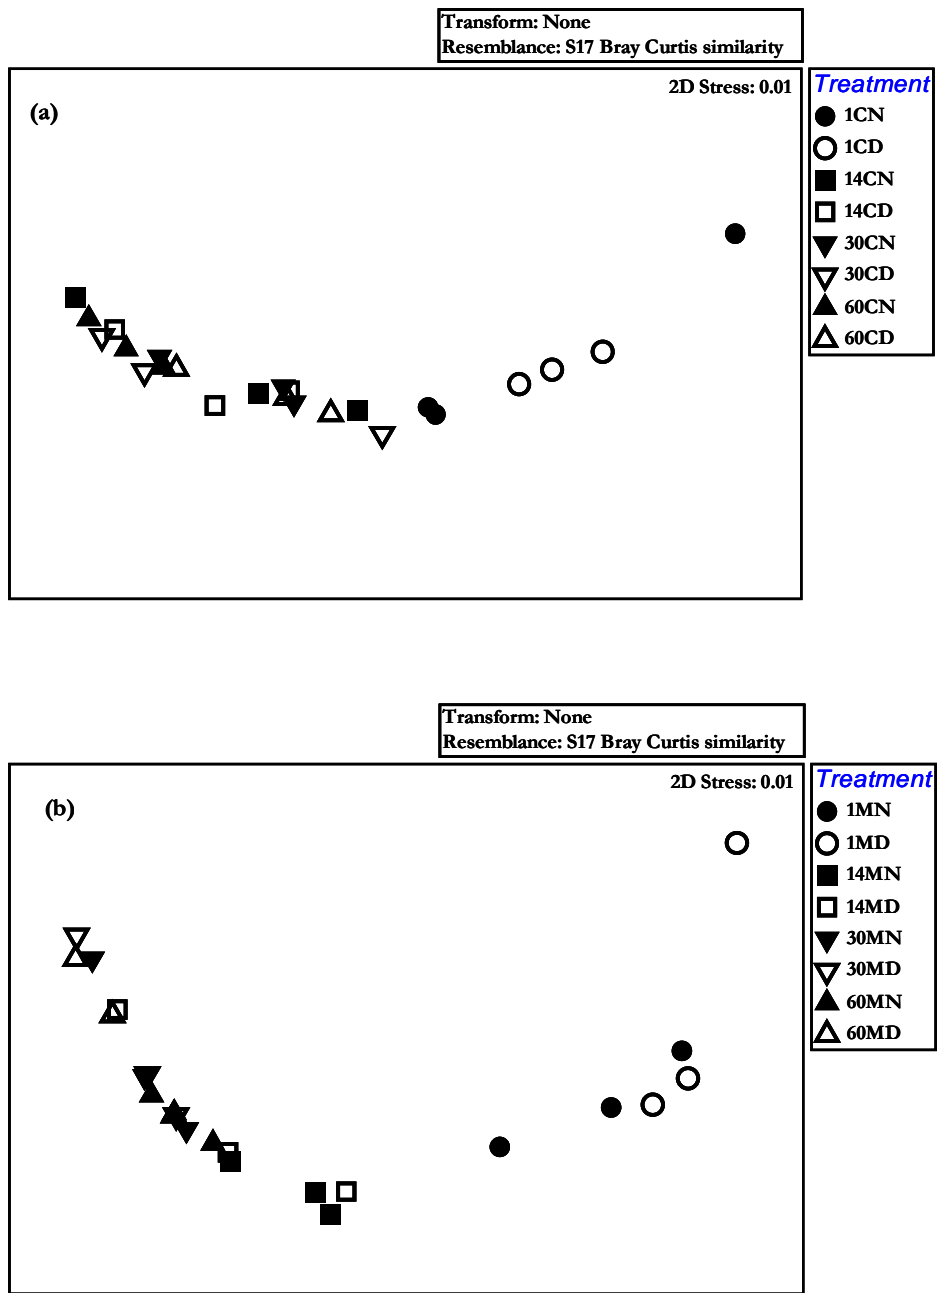 Transform: None
Resemblance: S17 Bray Curtis similarity
2D Stress: 0.01
(a)
Treatment
1CN
1CD
14CN
14CD
30CN
30CD
60CN
60CD
Transform: None
Resemblance: S17 Bray Curtis similarity
2D Stress: 0.01
(b)
Treatment
1MN
1MD
14MN
14MD
30MN
30MD
60MN
60MD